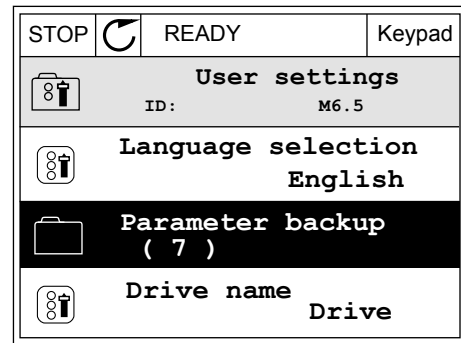 STOP READY Keypad
User settings
ID: M6.5
Language selection
English
Parameter backup
( 7 )
Drive name
Drive